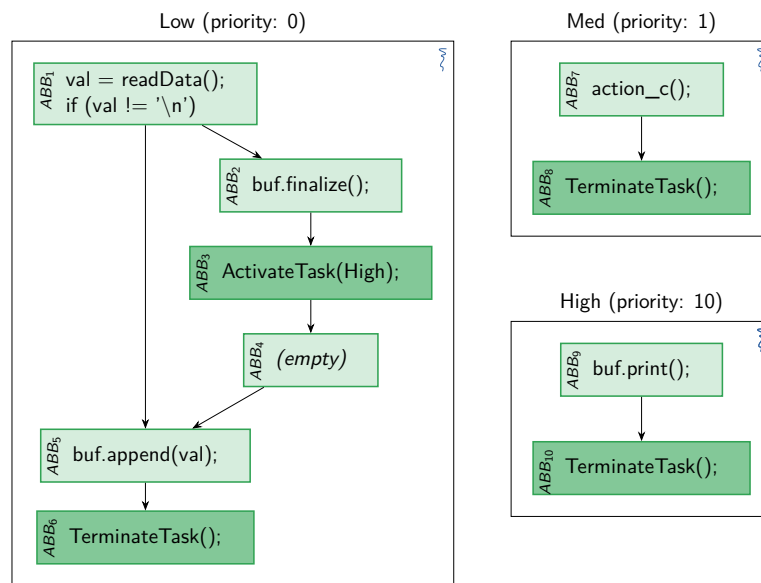 Low (priority: 0)
ABB1
val = readData();
if (val != '\n')
ABB2
buf.finalize();
ABB3
ActivateTask(High);
ABB4
(empty)
ABB5
buf.append(val);
ABB6
TerminateTask();
Med (priority: 1)
ABB7
action_c();
ABB8
TerminateTask();
High (priority: 10)
ABB9
buf.print();
ABB10
TerminateTask();